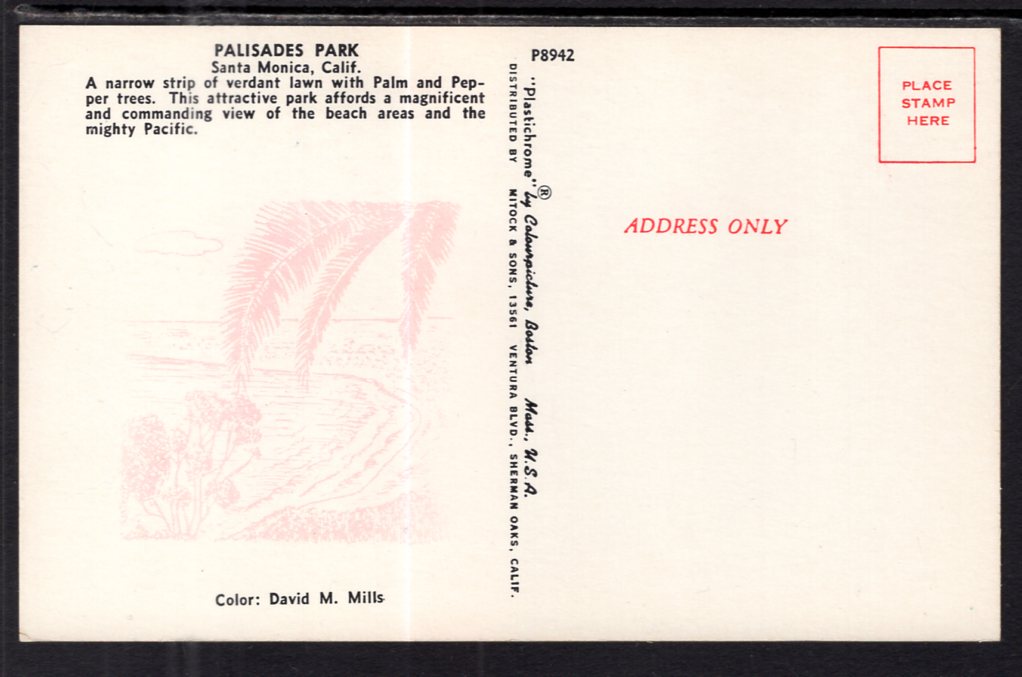 PALISADES PARK
Santa Monica, Calif.
A narrow strip of verdant lawn with Palm and Pep-
per trees. This attractive park affords a magnificent
and commanding view of the beach areas and the
mighty Pacific.
Color: David M. Mills
P8942
"Plastichrome"® by Colourpicture, Boston Mass., U.S.A.
DISTRIBUTED BY MITOCK & SONS, 13561 VENTURA BLVD., SHERMAN OAKS, CALIF.
PLACE
STAMP
HERE
ADDRESS ONLY